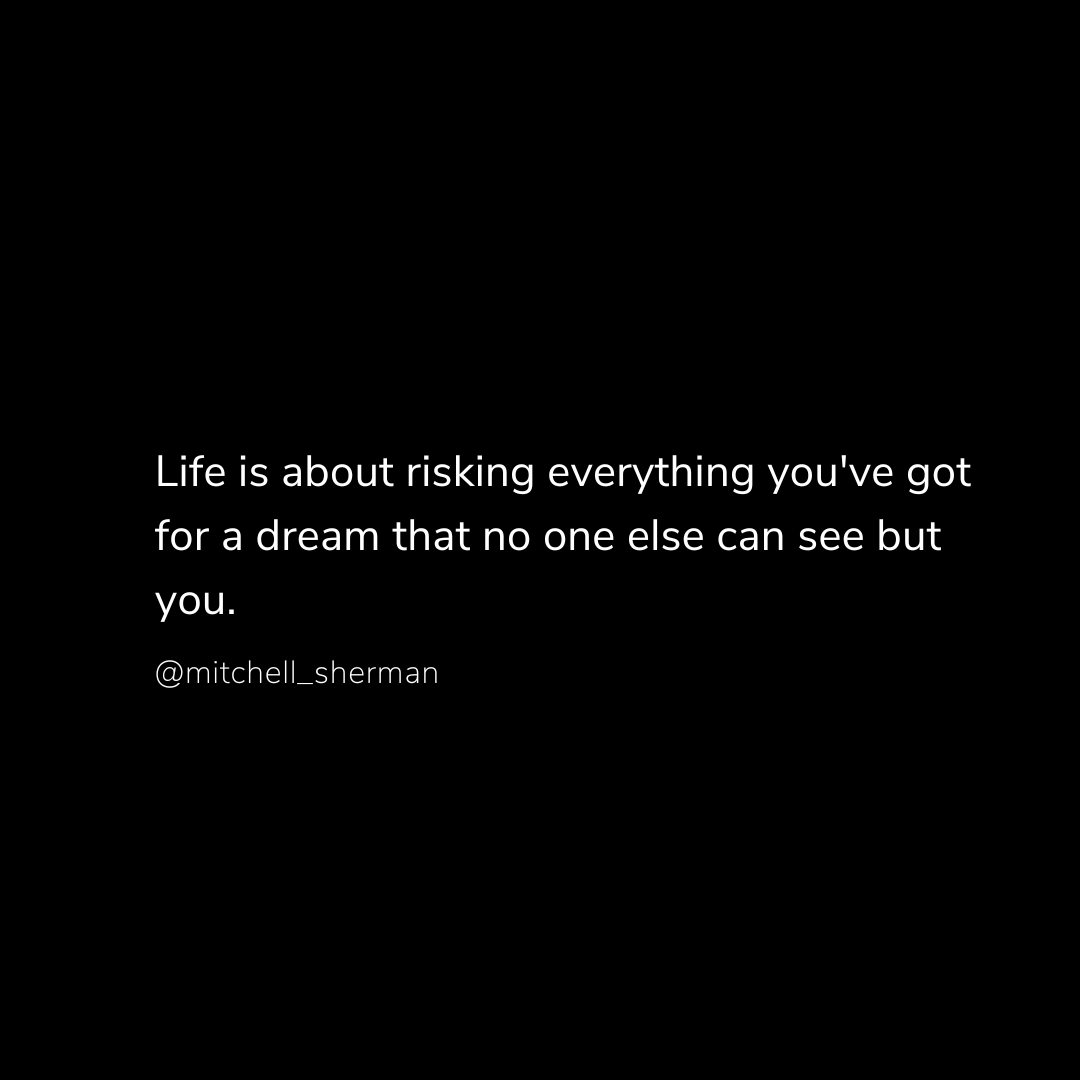 Life is about risking everything you've got
for a dream that no one else can see but
you.
@mitchell_sherman